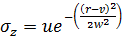 σ_z = ue^{-((r-v)^2 / 2w^2)}